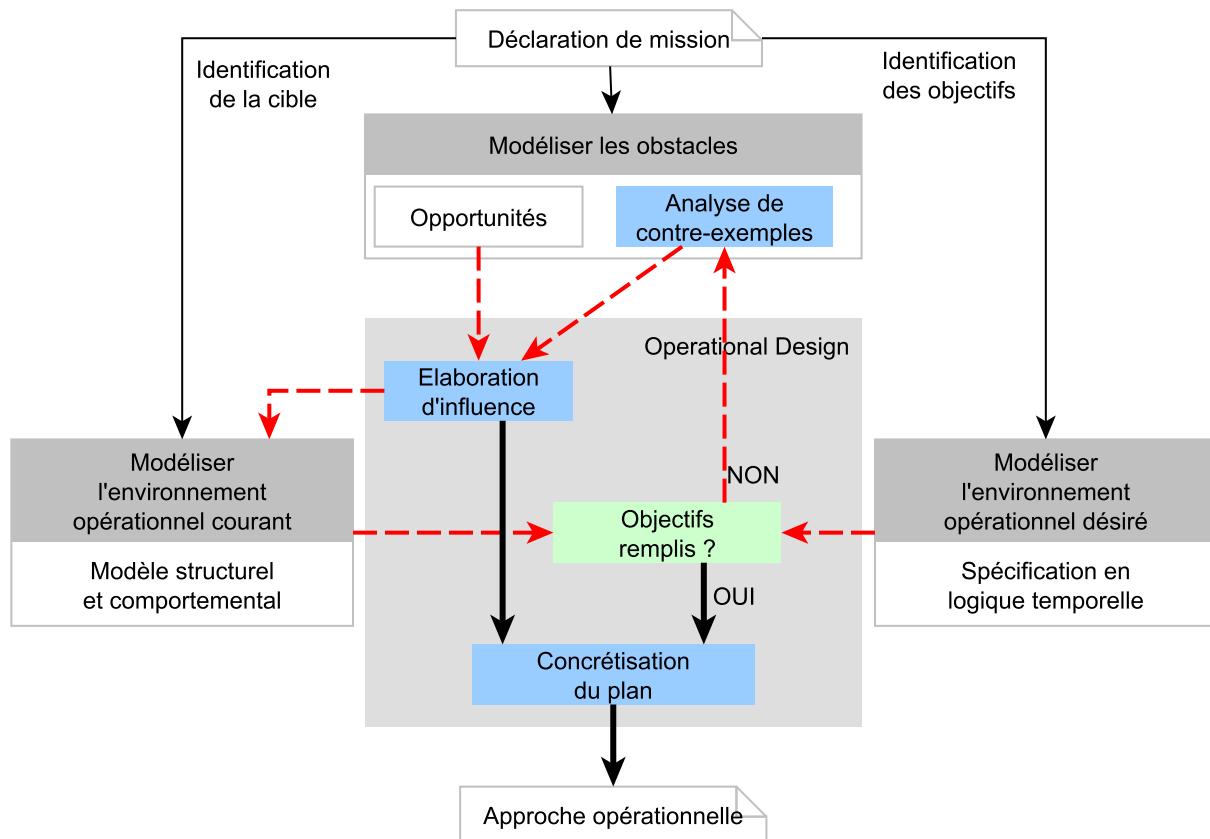 Déclaration de mission
Identification
de la cible
Identification
des objectifs
Modéliser les obstacles
Opportunités
Analyse de
contre-exemples
Operational Design
Elaboration
d'influence
Modéliser
l'environnement
opérationnel courant
Modèle structurel
et comportemental
NON
Objectifs
remplis ?
OUI
Modéliser
l'environnement
opérationnel désiré
Spécification en
logique temporelle
Concrétisation
du plan
Approche opérationnelle